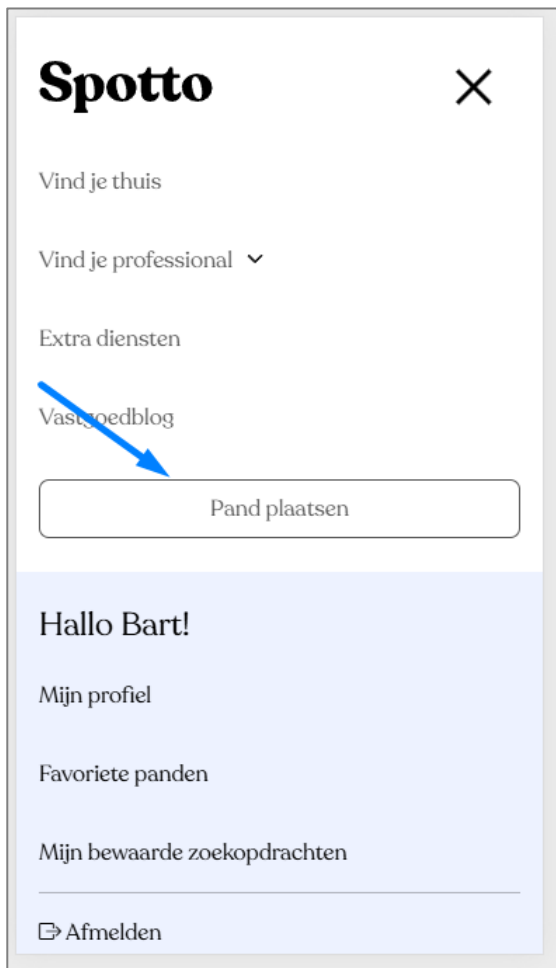 Spotto
Vind je thuis
Vind je professional
Extra diensten
Vastgoedblog
Pand plaatsen
Hallo Bart!
Mijn profiel
Favoriete panden
Mijn bewaarde zoekopdrachten
Afmelden